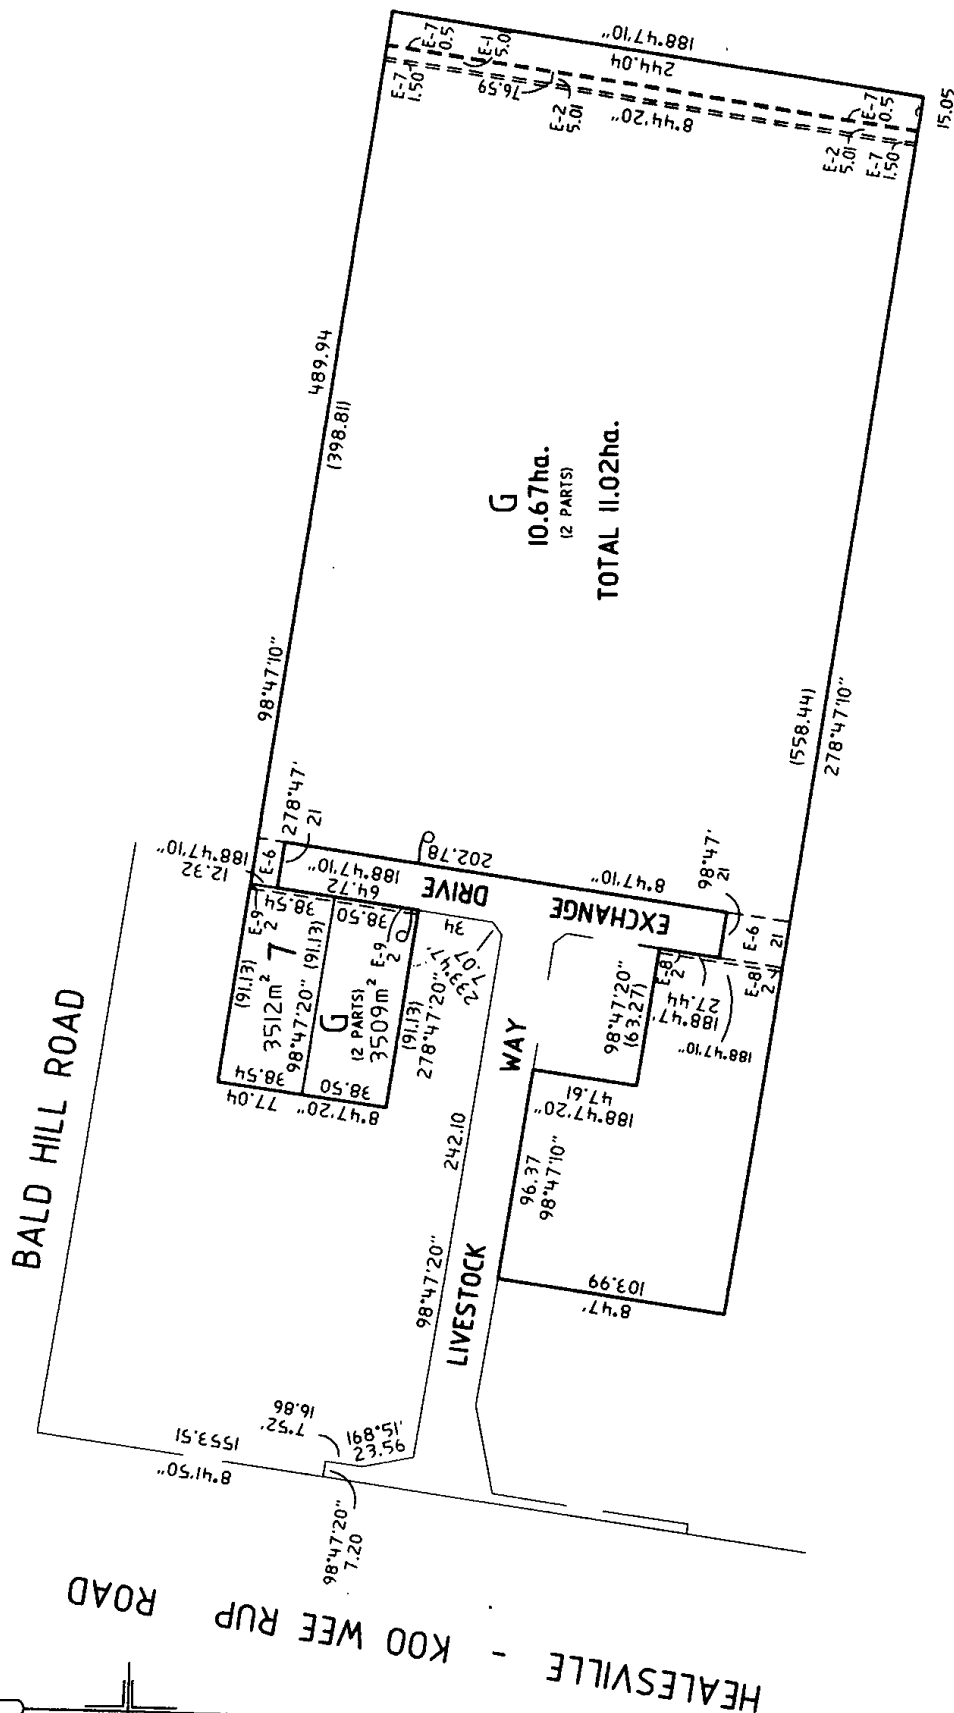 188°47'10"
244.04
E-7
0.5
E-1
5.01
E-7
1.50
76.59
E-2
5.01
8°44'20"
E-7
0.5
E-2
5.01
E-7
1.50
15.05
489.94
(398.81)
98°47'10"
G
10.67ha.
(2 PARTS)
TOTAL 11.02ha.
(558.44)
278°47'10"
278°47'
21
188°47'10"
12.32
E-6
E-9
2
188°47'10"
64.72
202.78
8°47'10"
EXCHANGE DRIVE
98°47'
21
E-6
21
(91.13)
7
3512m²
38.54
38.54
98°47'20" (91.13)
G
(2 PARTS)
3509m²
38.50
38.50
E-9
2
77.04
8°47'20"
(91.13)
278°47'20"
34
233°47'
7.07
E-8
2
27.44
188°47'
E-8
2
188°47'10"
98°47'20"
(63.27)
47.61
188°47'20"
96.37
98°47'10"
103.99
8°47'
LIVESTOCK WAY
242.10
98°47'20"
BALD HILL ROAD
1553.51
8°41'50"
7°52'
16.86
168°51'
23.56
98°47'20"
7.20
HEALESVILLE - KOO WEE RUP ROAD